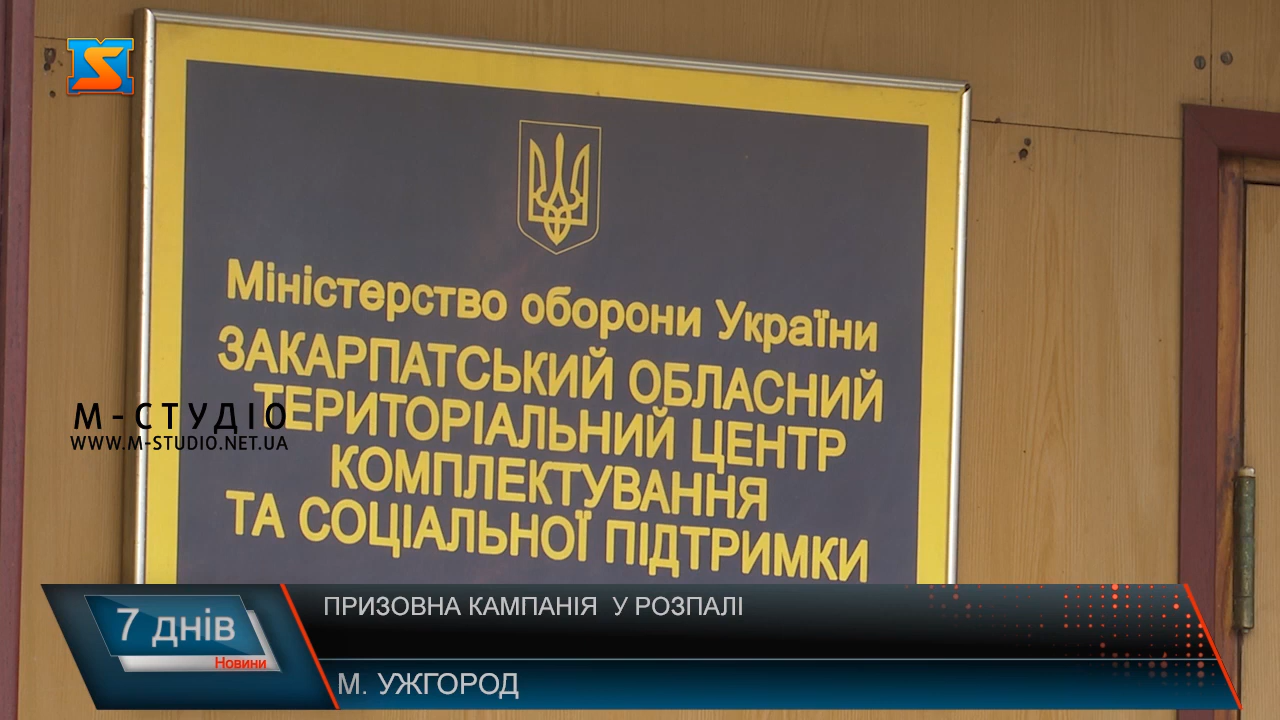 Міністерство оборони України
ЗАКАРПАТСЬКИЙ ОБЛАСНИЙ
ТЕРИТОРІАЛЬНИЙ ЦЕНТР
КОМПЛЕКТУВАННЯ
ТА СОЦІАЛЬНОЇ ПІДТРИМКИ
М-СТУДІО
WWW.M-STUDIO.NET.UA
7 днів
Новини
ПРИЗОВНА КАМПАНІЯ У РОЗПАЛІ
М. УЖГОРОД